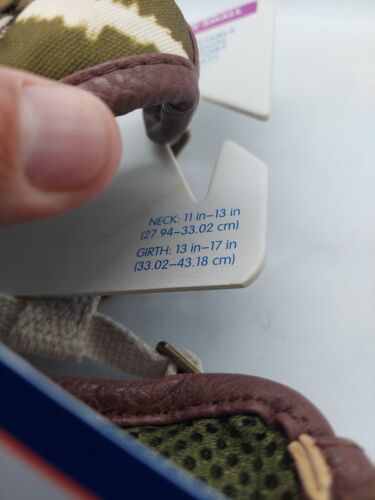 SMALL
NECK: 11 in–13 in
(27.94–33.02 cm)
GIRTH: 13 in–17 in
(33.02–43.18 cm)